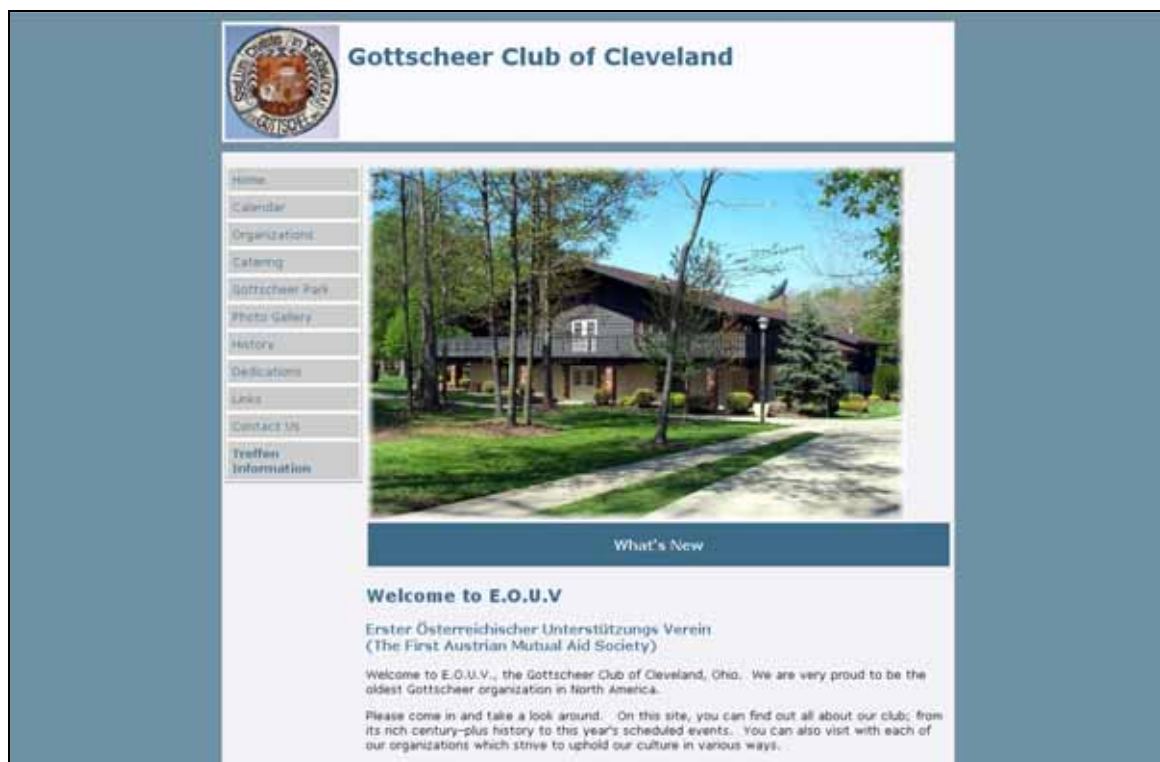 Gottscheer Club of Cleveland
GOTTSCHEE
Home
Calendar
Organizations
Catering
Gottscheer Park
Photo Gallery
History
Dedications
Links
Contact Us
Treffen
Information
What's New
Welcome to E.O.U.V
Erster Österreichischer Unterstützungs Verein
(The First Austrian Mutual Aid Society)
Welcome to E.O.U.V., the Gottscheer Club of Cleveland, Ohio. We are very proud to be the
oldest Gottscheer organization in North America.
Please come in and take a look around. On this site, you can find out all about our club; from
its rich century-plus history to this year's scheduled events. You can also visit with each of
our organizations which strive to uphold our culture in various ways.